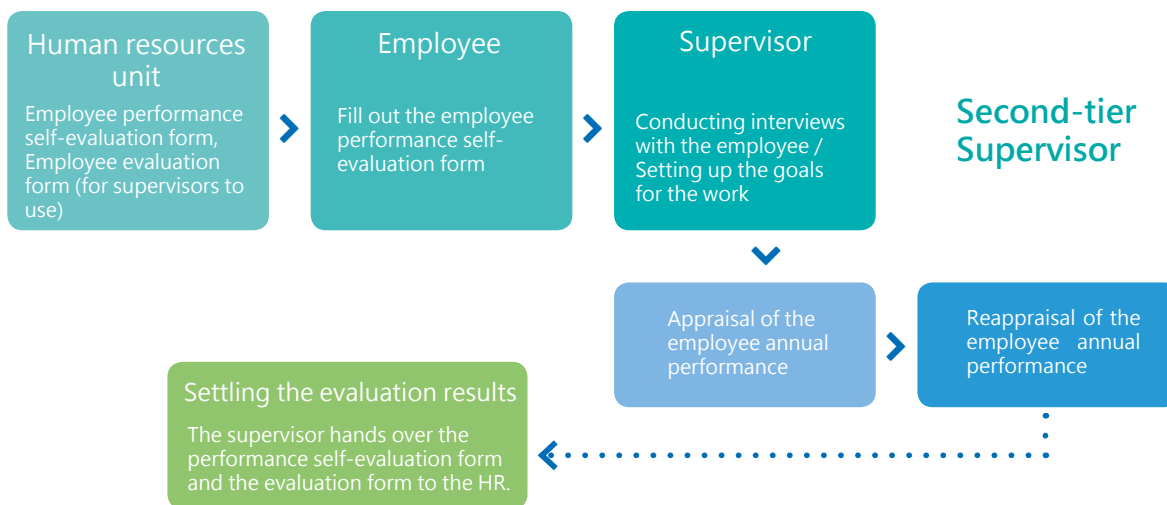 Human resources
unit
Employee performance
self-evaluation form,
Employee evaluation
form (for supervisors to
use)
Employee
Fill out the employee
performance self-
evaluation form
Supervisor
Conducting interviews
with the employee /
Setting up the goals
for the work
Second-tier
Supervisor
Appraisal of the
employee annual
performance
Reappraisal of the
employee annual
performance
Settling the evaluation results
The supervisor hands over the
performance self-evaluation form
and the evaluation form to the HR.